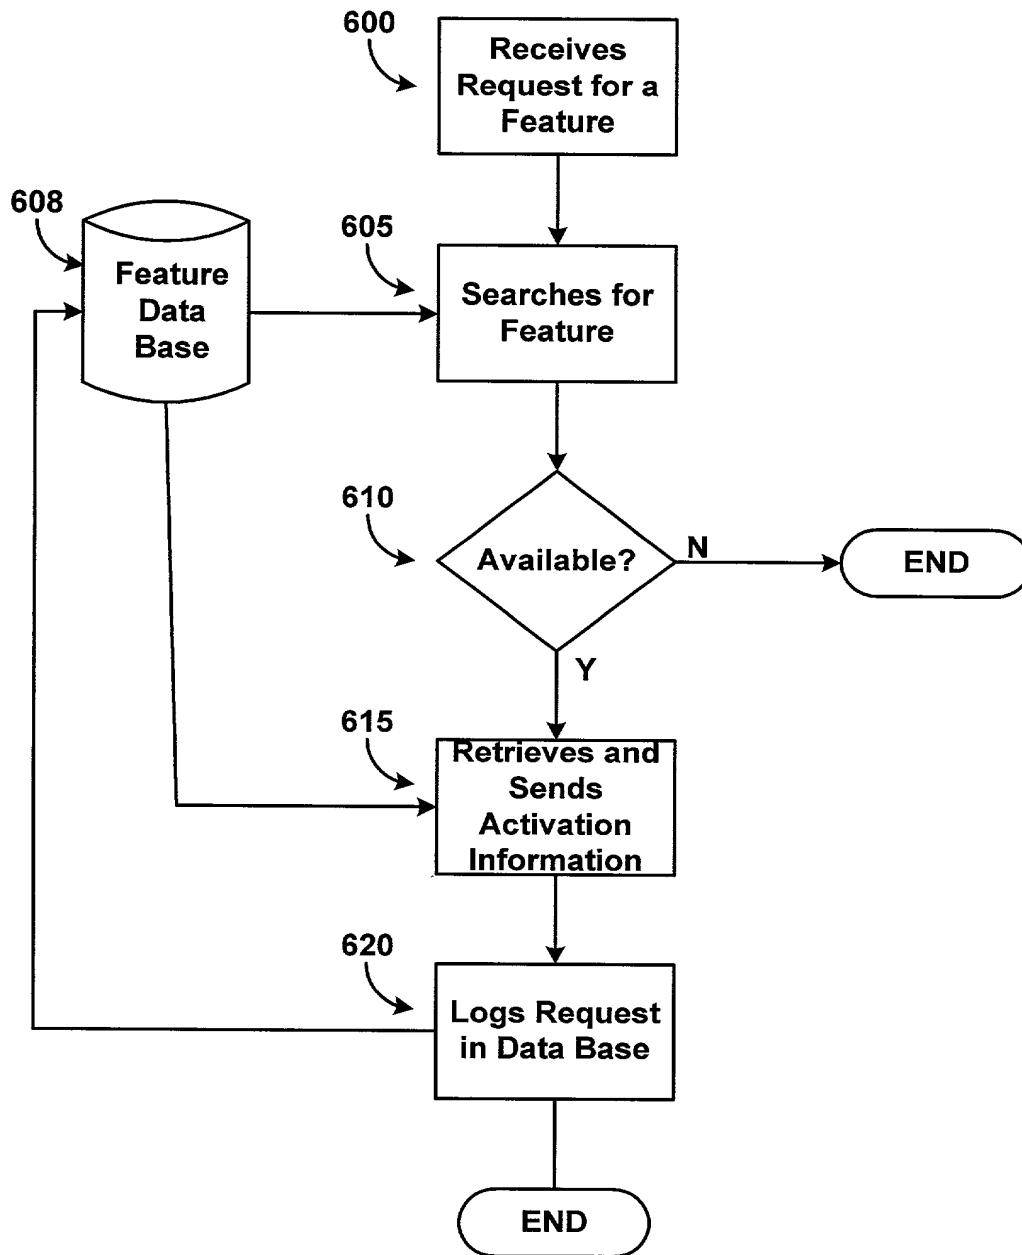 600
Receives
Request for a
Feature
608
Feature
Data
Base
605
Searches for
Feature
610
Available?
N
END
Y
615
Retrieves and
Sends
Activation
Information
620
Logs Request
in Data Base
END